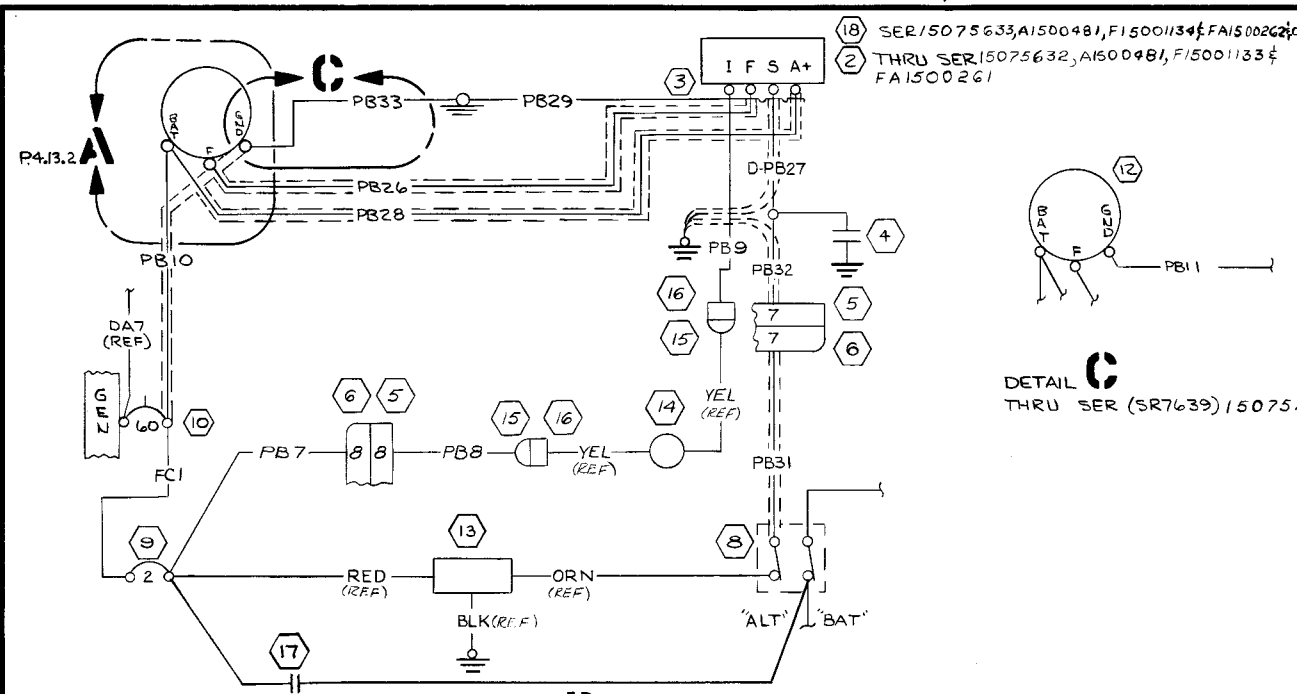 18 SER15075633,A1500481,F15001134&FA1500262&
2 THRU SER15075632,A1500481,F15001133&
FA1500261
3 I F S A+
C
PB33 PB29
BAT GND
F
P.4.13.2 A
D-PB27
PB26
PB28
12
BAT GND
F
4
PB9
PB10
PB11
PB32
16
5
7
15
7
6
DA7
(REF)
DETAIL C
THRU SER (SR7639) 15075
GEN
60
10
6 5
15 16
14
YEL
(REF)
PB7
8 8
PB8
YEL
(REF)
PB31
FC1
9
13
8
2
RED
(REF)
ORN
(REF)
BLK(REF)
"ALT" "BAT"
17